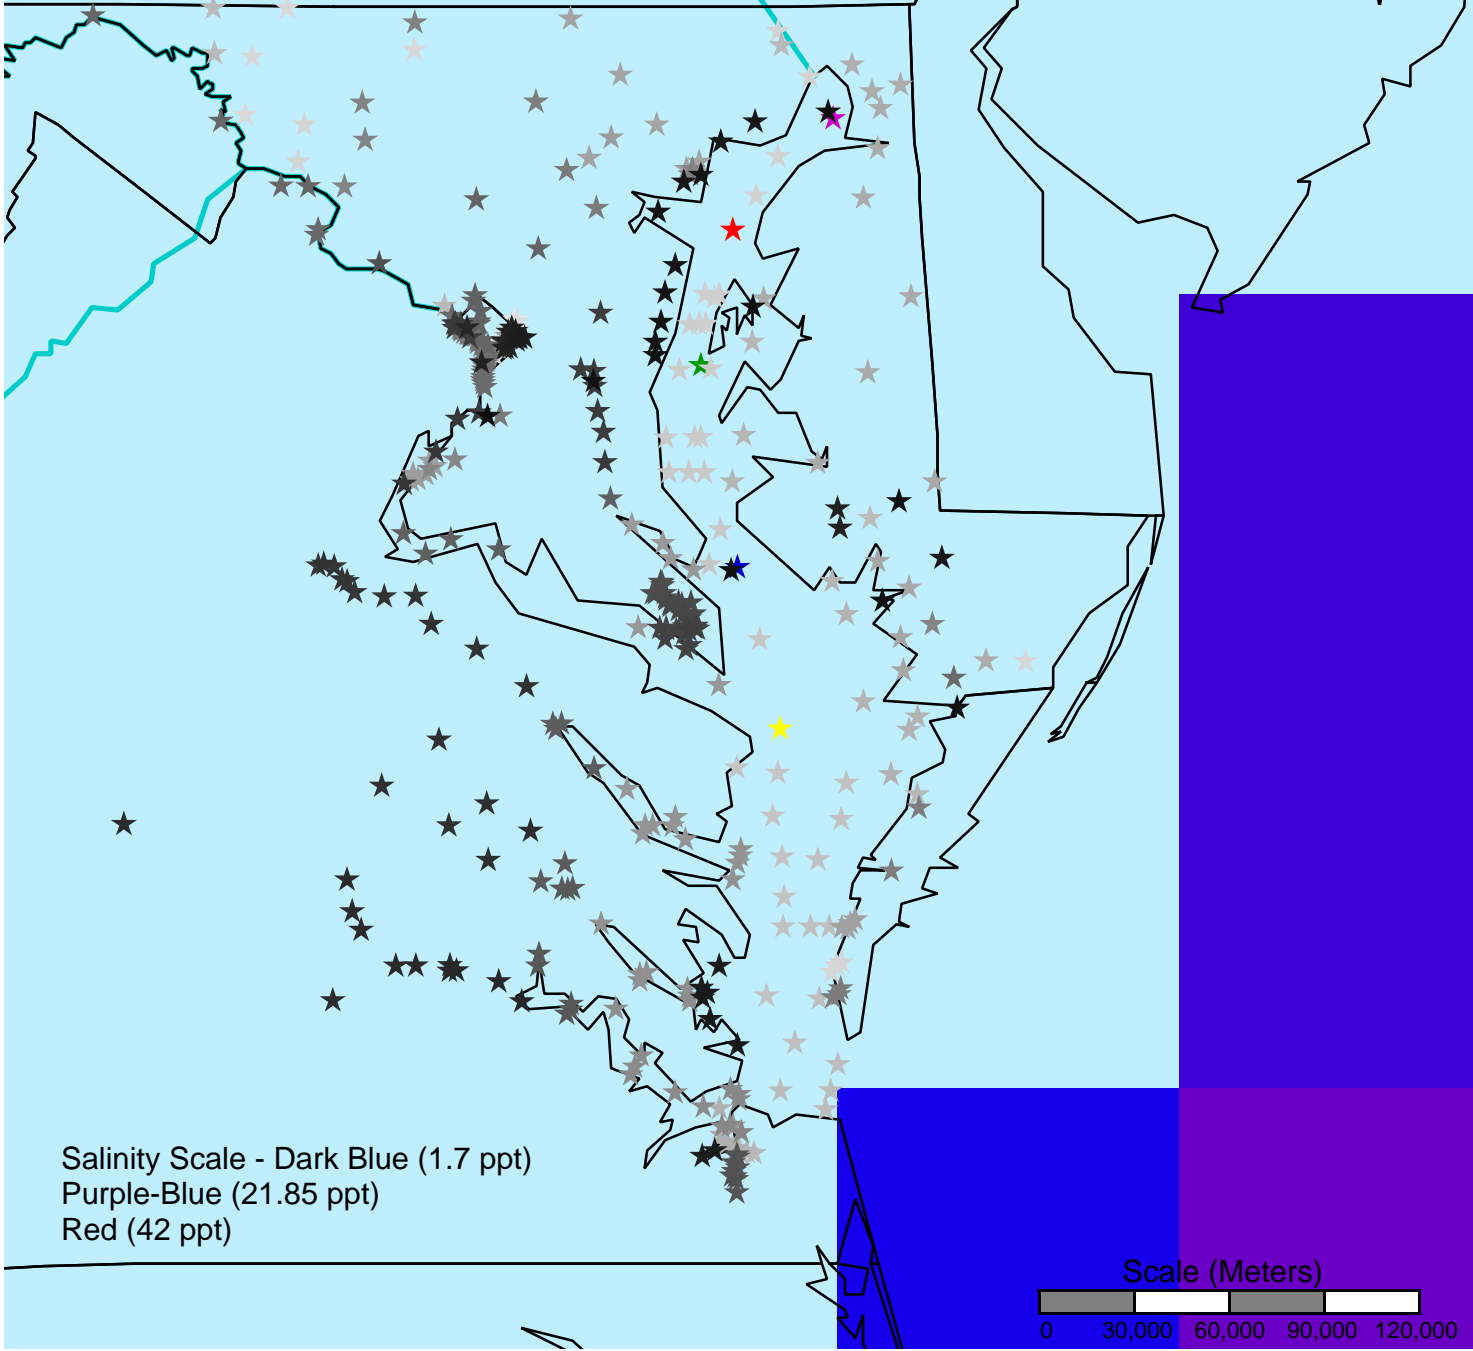 Salinity Scale - Dark Blue (1.7 ppt)
Purple-Blue (21.85 ppt)
Red (42 ppt)
Scale (Meters)
0 30,000 60,000 90,000 120,000